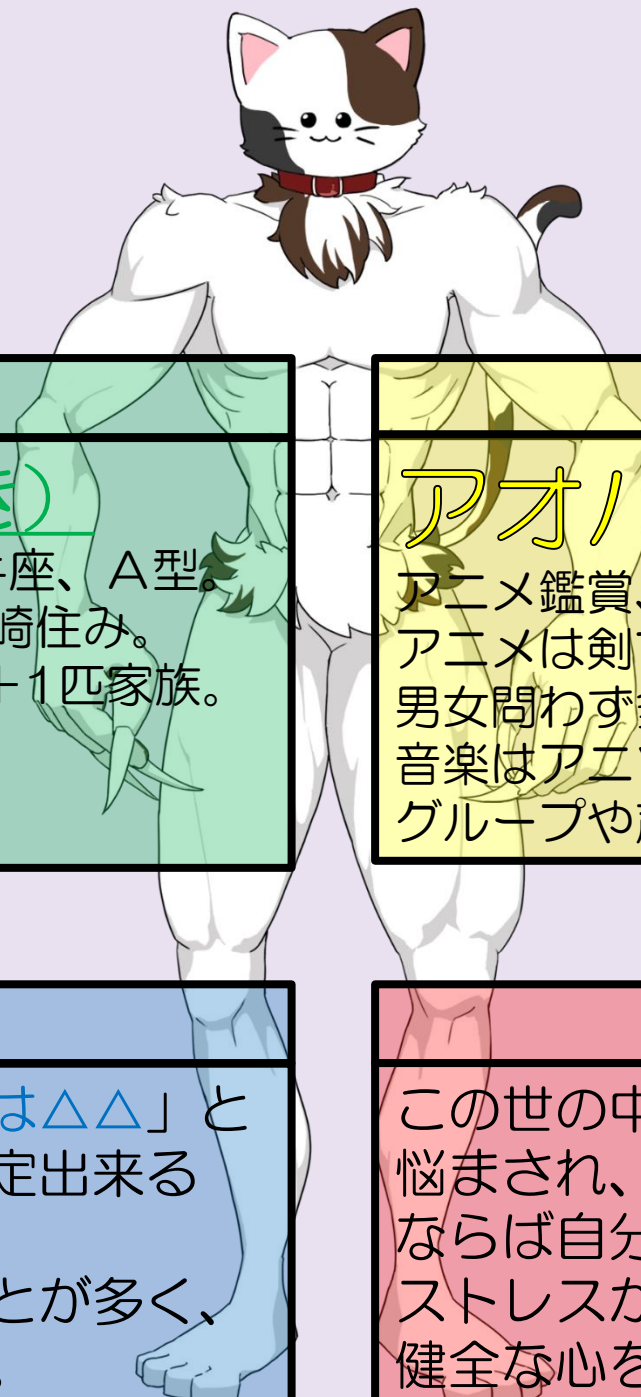 き）
座、Ａ型。
崎住み。
＋1匹家族。
アオハ
アニメ鑑賞、
アニメは剣
男女問わず
音楽はアニ
グループや
は△△」と
定出来る
とが多く、
。
この世の中
悩まされ、
ならば自分
ストレスが
健全な心を